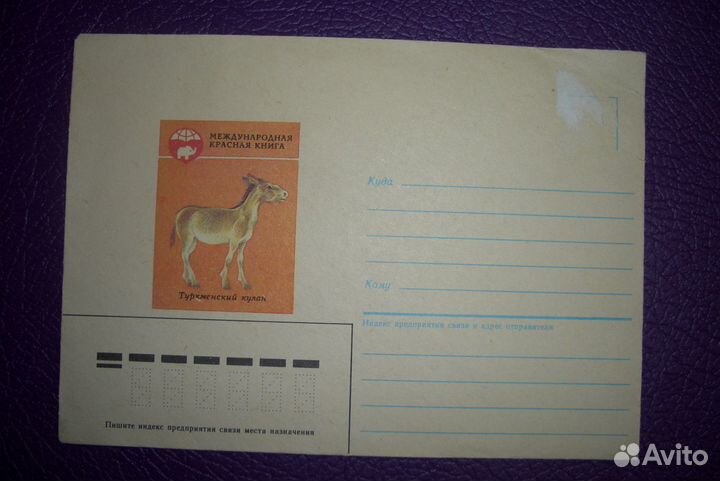 МЕЖДУНАРОДНАЯ
КРАСНАЯ КНИГА
Туркменский кулан
Куда
Кому
Индекс предприятия связи и адрес отправителя
Пишите индекс предприятия связи места назначения
Avito